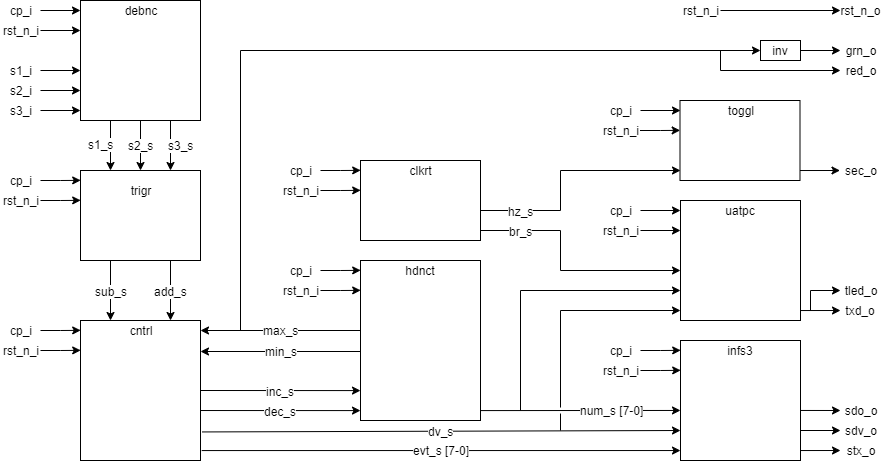 cp_i
debnc
rst_n_i
rst_n_o
rst_n_i
inv
grn_o
s1_i
red_o
s2_i
s3_i
cp_i
toggl
rst_n_i
s1_s
s2_s
s3_s
cp_i
clkrt
sec_o
cp_i
trigr
rst_n_i
rst_n_i
hz_s
cp_i
uatpc
br_s
rst_n_i
cp_i
hdnct
sub_s
add_s
rst_n_i
tled_o
txd_o
cp_i
cntrl
max_s
rst_n_i
min_s
cp_i
infs3
rst_n_i
inc_s
dec_s
num_s [7-0]
sdo_o
dv_s
sdv_o
evt_s [7-0]
stx_o